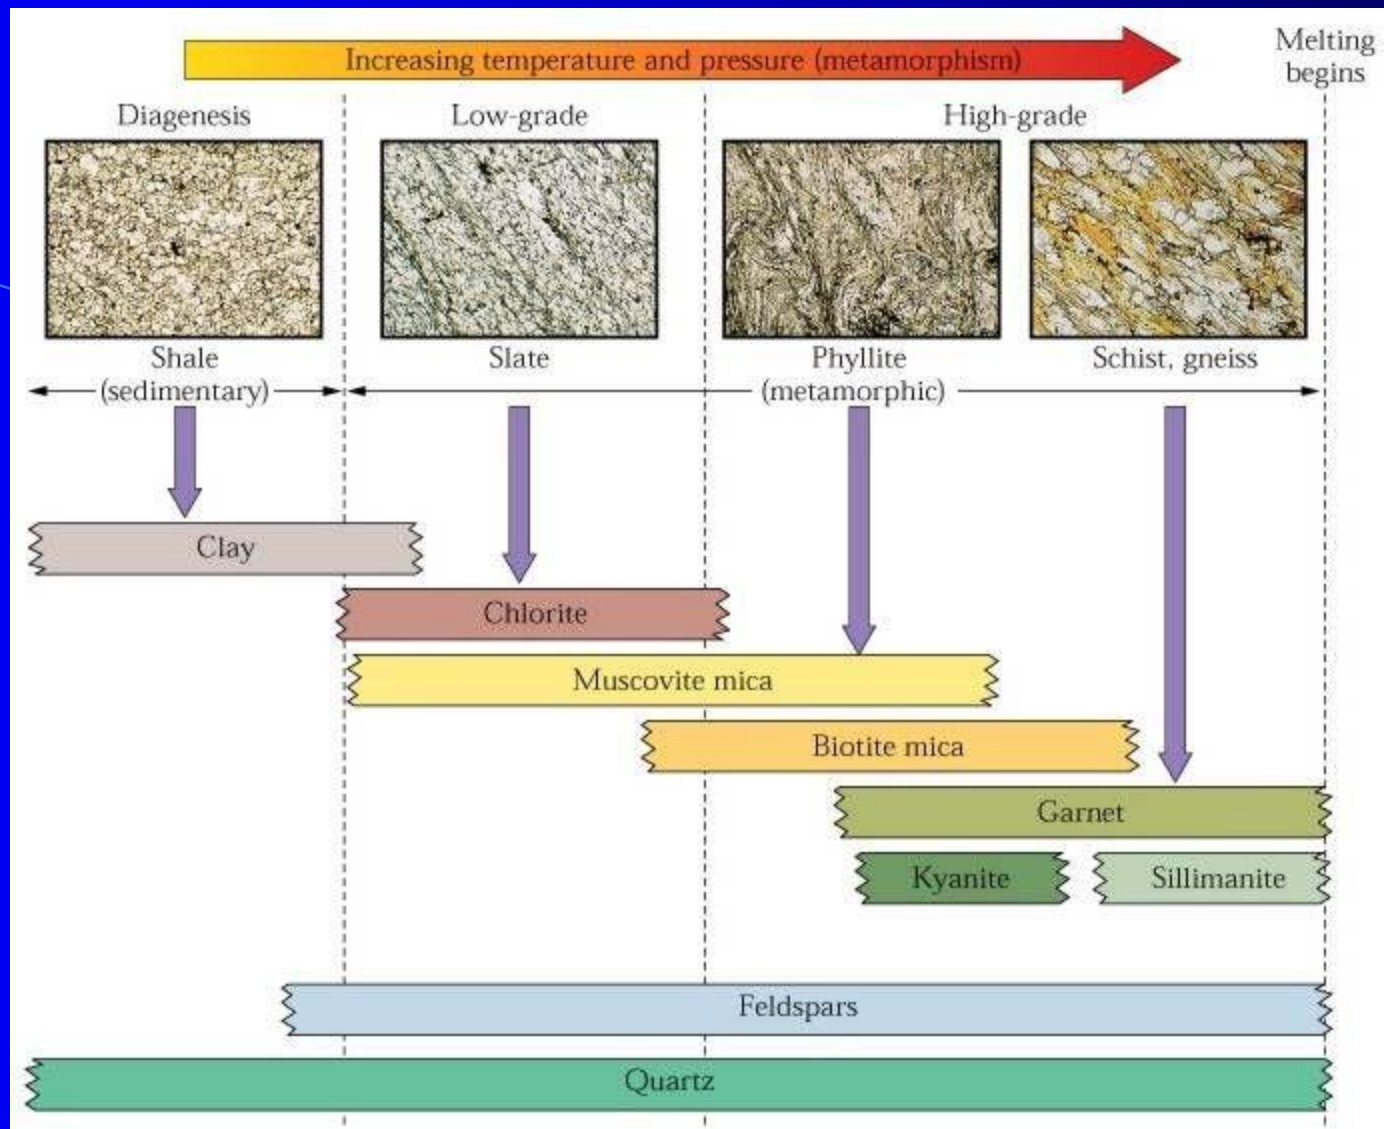 Increasing temperature and pressure (metamorphism)
Melting
begins
Diagenesis
Low-grade
High-grade
Shale
(sedimentary)
Slate
Phyllite
(metamorphic)
Schist, gneiss
Clay
Chlorite
Muscovite mica
Biotite mica
Garnet
Kyanite
Sillimanite
Feldspars
Quartz